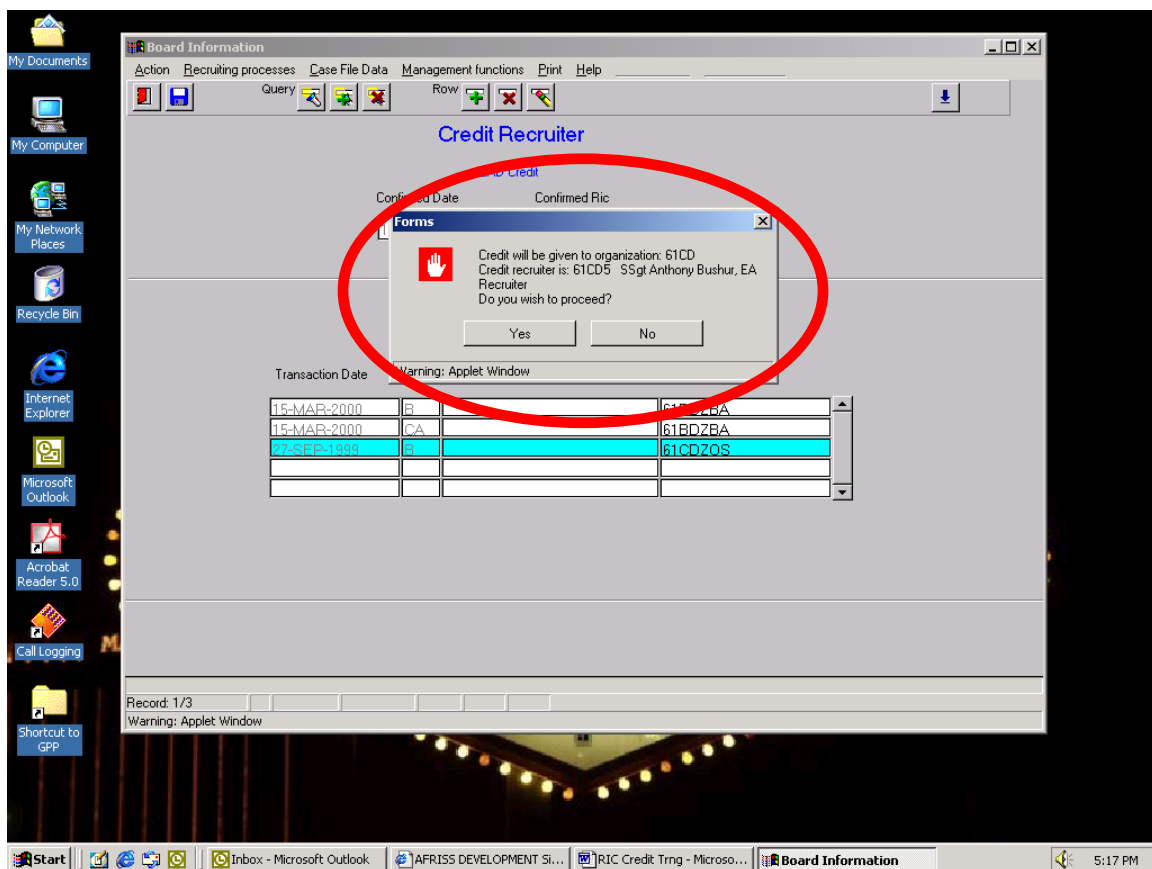 My Documents
My Computer
My Network
Places
Recycle Bin
Internet
Explorer
Microsoft
Outlook
Acrobat
Reader 5.0
Call Logging
Shortcut to
GPP
Board Information
Action Recruiting processes Case File Data Management functions Print Help
Query Row
Credit Recruiter
Credit
Confirmed Date Confirmed Ric
Forms
Credit will be given to organization: 61CD
Credit recruiter is: 61CD5 SSgt Anthony Bushur, EA
Recruiter
Do you wish to proceed?
Yes No
Warning: Applet Window
Transaction Date
15-MAR-2000 B 61BDZBA
15-MAR-2000 CA 61BDZBA
27-SEP-1999 B 61CDZOS
Record: 1/3
Warning: Applet Window
Start Inbox - Microsoft Outlook AFRISS DEVELOPMENT Si... RIC Credit Trng - Microso... Board Information 5:17 PM